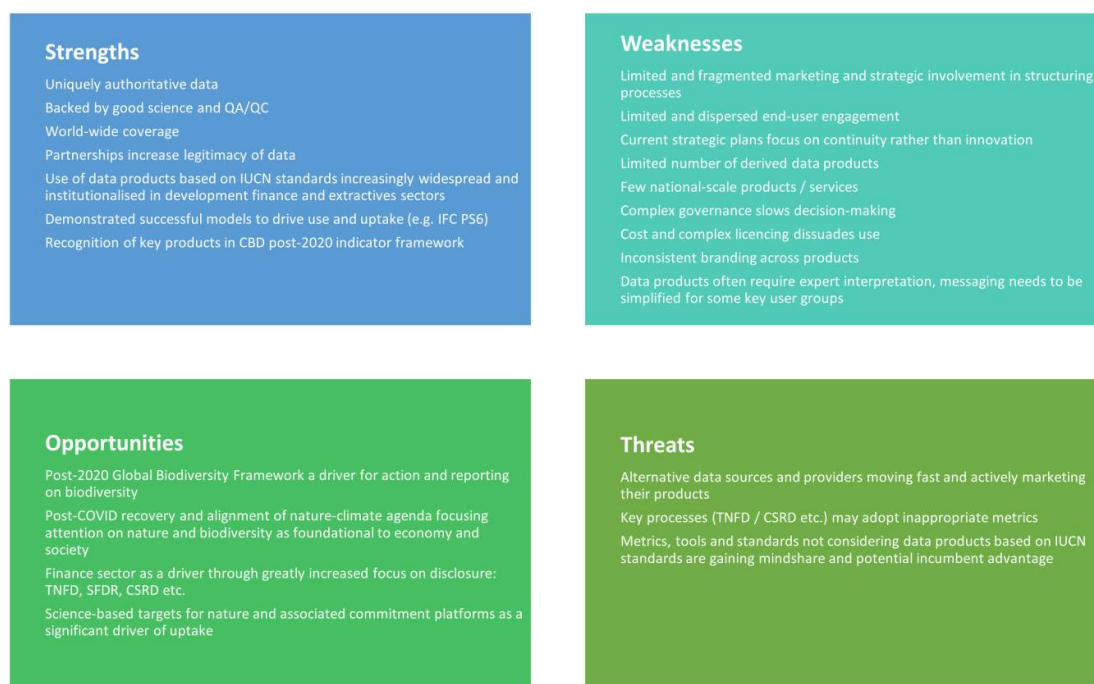 Strengths
Uniquely authoritative data
Backed by good science and QA/QC
World-wide coverage
Partnerships increase legitimacy of data
Use of data products based on IUCN standards increasingly widespread and
institutionalised in development finance and extractives sectors
Demonstrated successful models to drive use and uptake (e.g. IFC PS6)
Recognition of key products in CBD post-2020 indicator framework
Weaknesses
Limited and fragmented marketing and strategic involvement in structuring
processes
Limited and dispersed end-user engagement
Current strategic plans focus on continuity rather than innovation
Limited number of derived data products
Few national-scale products / services
Complex governance slows decision-making
Cost and complex licencing dissuades use
Inconsistent branding across products
Data products often require expert interpretation, messaging needs to be
simplified for some key user groups
Opportunities
Post-2020 Global Biodiversity Framework a driver for action and reporting
on biodiversity
Post-COVID recovery and alignment of nature-climate agenda focusing
attention on nature and biodiversity as foundational to economy and
society
Finance sector as a driver through greatly increased focus on disclosure:
TNFD, SFDR, CSRD etc.
Science-based targets for nature and associated commitment platforms as a
significant driver of uptake
Threats
Alternative data sources and providers moving fast and actively marketing
their products
Key processes (TNFD / CSRD etc.) may adopt inappropriate metrics
Metrics, tools and standards not considering data products based on IUCN
standards are gaining mindshare and potential incumbent advantage